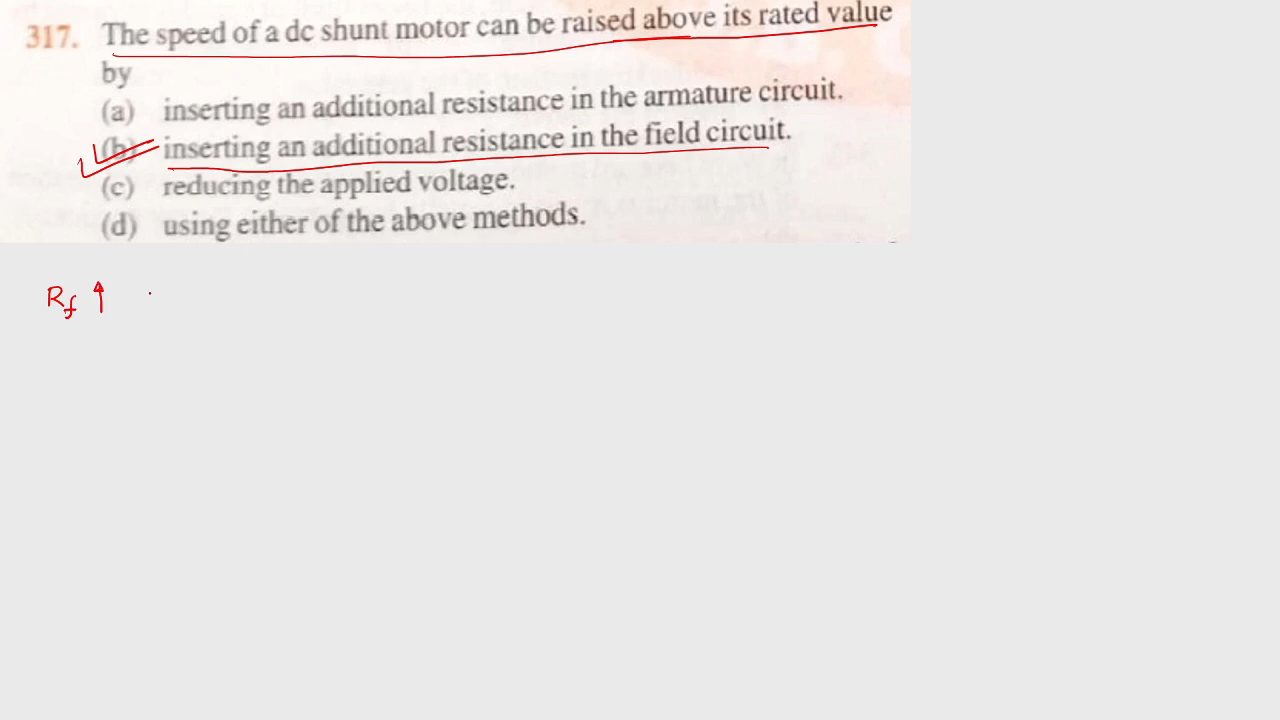 317. The speed of a dc shunt motor can be raised above its rated value
by
(a) inserting an additional resistance in the armature circuit.
(b) inserting an additional resistance in the field circuit.
(c) reducing the applied voltage.
(d) using either of the above methods.
Rf ↑